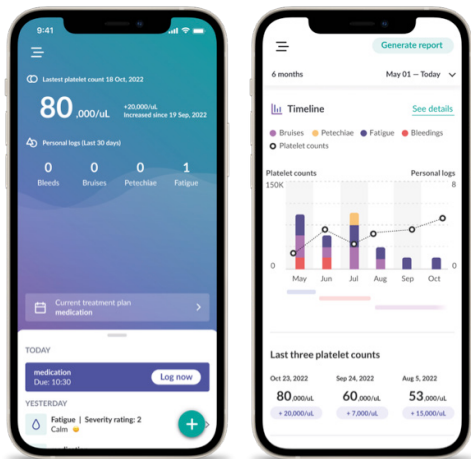 9:41
Lastest platelet count 18 Oct, 2022
80 ,000/uL
+20,000/uL
Increased since 19 Sep, 2022
Personal logs (Last 30 days)
0 0 0 1
Bleeds Bruises Petechiae Fatigue
Current treatment plan
medication
TODAY
medication
Due: 10:30
Log now
YESTERDAY
Fatigue | Severity rating: 2
Calm
+
Generate report
6 months May 01 — Today
Timeline See details
Bruises Petechiae Fatigue Bleedings
Platelet counts
Platelet counts Personal logs
150K 8
0 0
May Jun Jul Aug Sep Oct
Last three platelet counts
Oct 23, 2022 Sep 24, 2022 Aug 5, 2022
80,000/uL 60,000/uL 53,000/uL
+ 20,000/uL + 7,000/uL + 15,000/uL